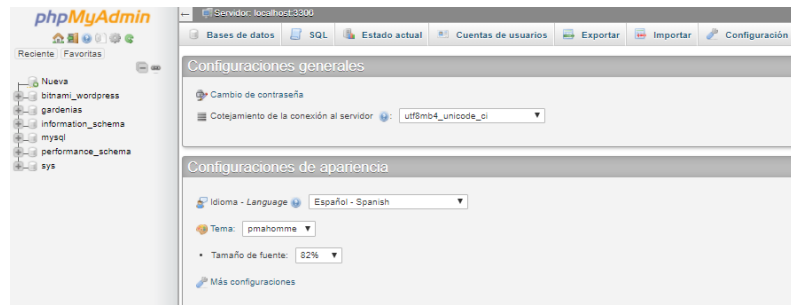 phpMyAdmin
Reciente Favoritas
Nueva
bitnami_wordpress
gardenias
information_schema
mysql
performance_schema
sys
Servidor: localhost:3300
Bases de datos SQL Estado actual Cuentas de usuarios Exportar Importar Configuración
Configuraciones generales
Cambio de contraseña
Cotejamiento de la conexión al servidor : utf8mb4_unicode_ci
Configuraciones de apariencia
Idioma - Language Español - Spanish
Tema: pmahomme
Tamaño de fuente: 82%
Más configuraciones